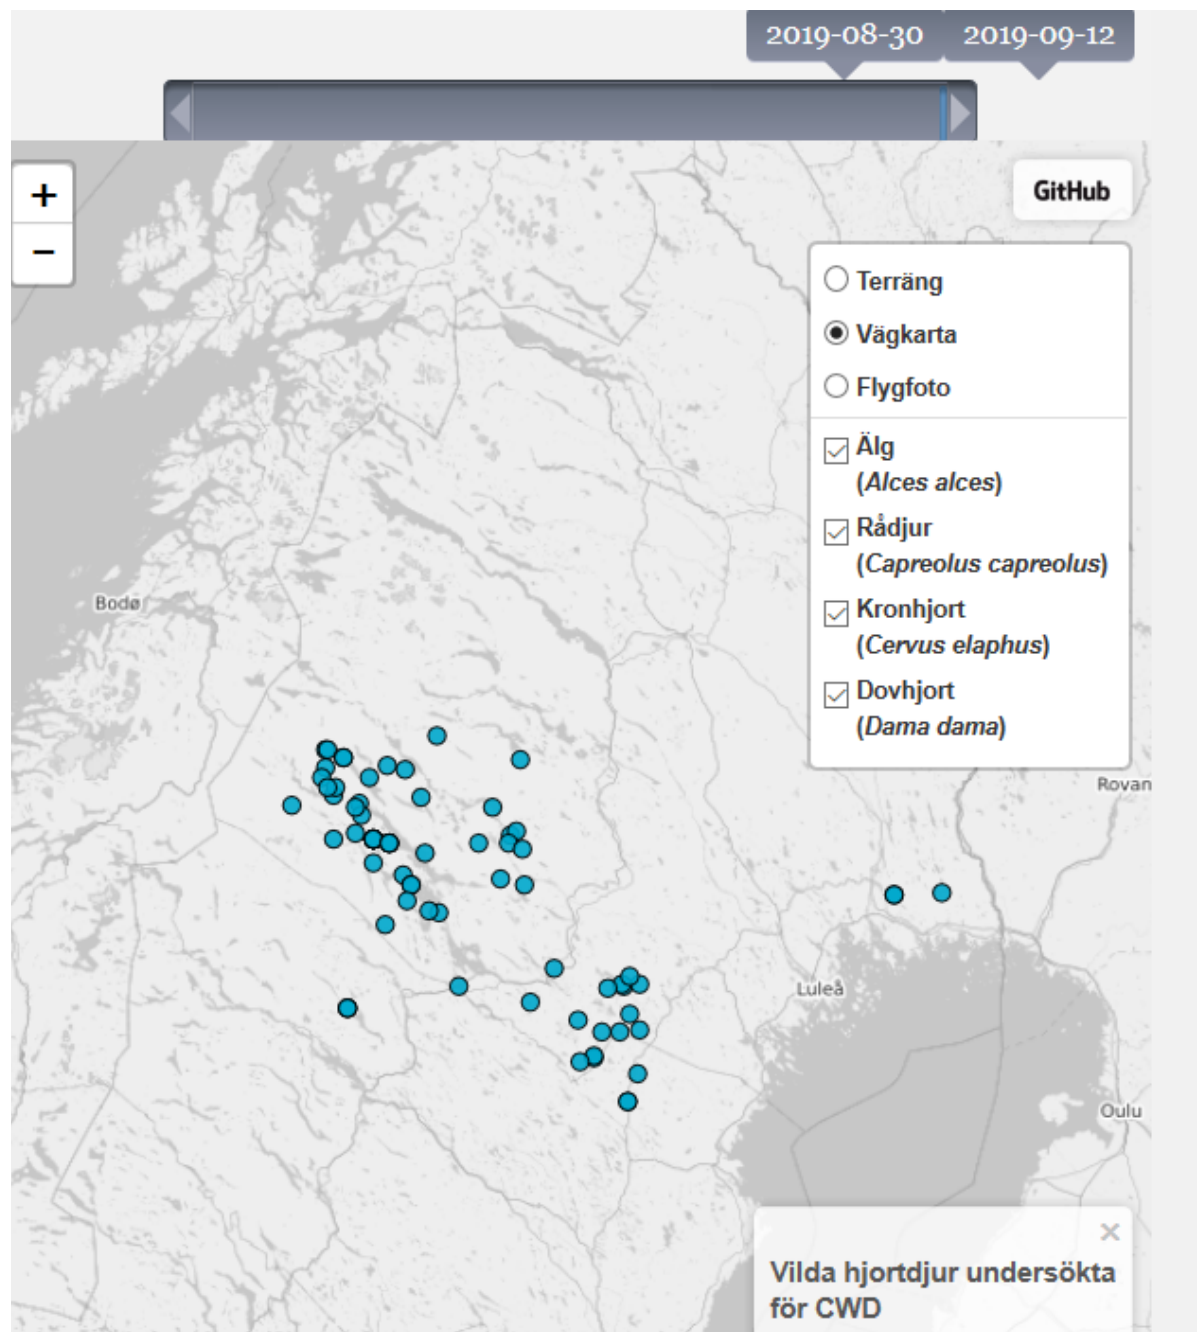 2019-08-30 2019-09-12
+
−
GitHub
Terräng
Vägkarta
Flygfoto
Älg
(Alces alces)
Rådjur
(Capreolus capreolus)
Kronhjort
(Cervus elaphus)
Dovhjort
(Dama dama)
Bodø
Rovan
Luleå
Oulu
×
Vilda hjortdjur undersökta
för CWD